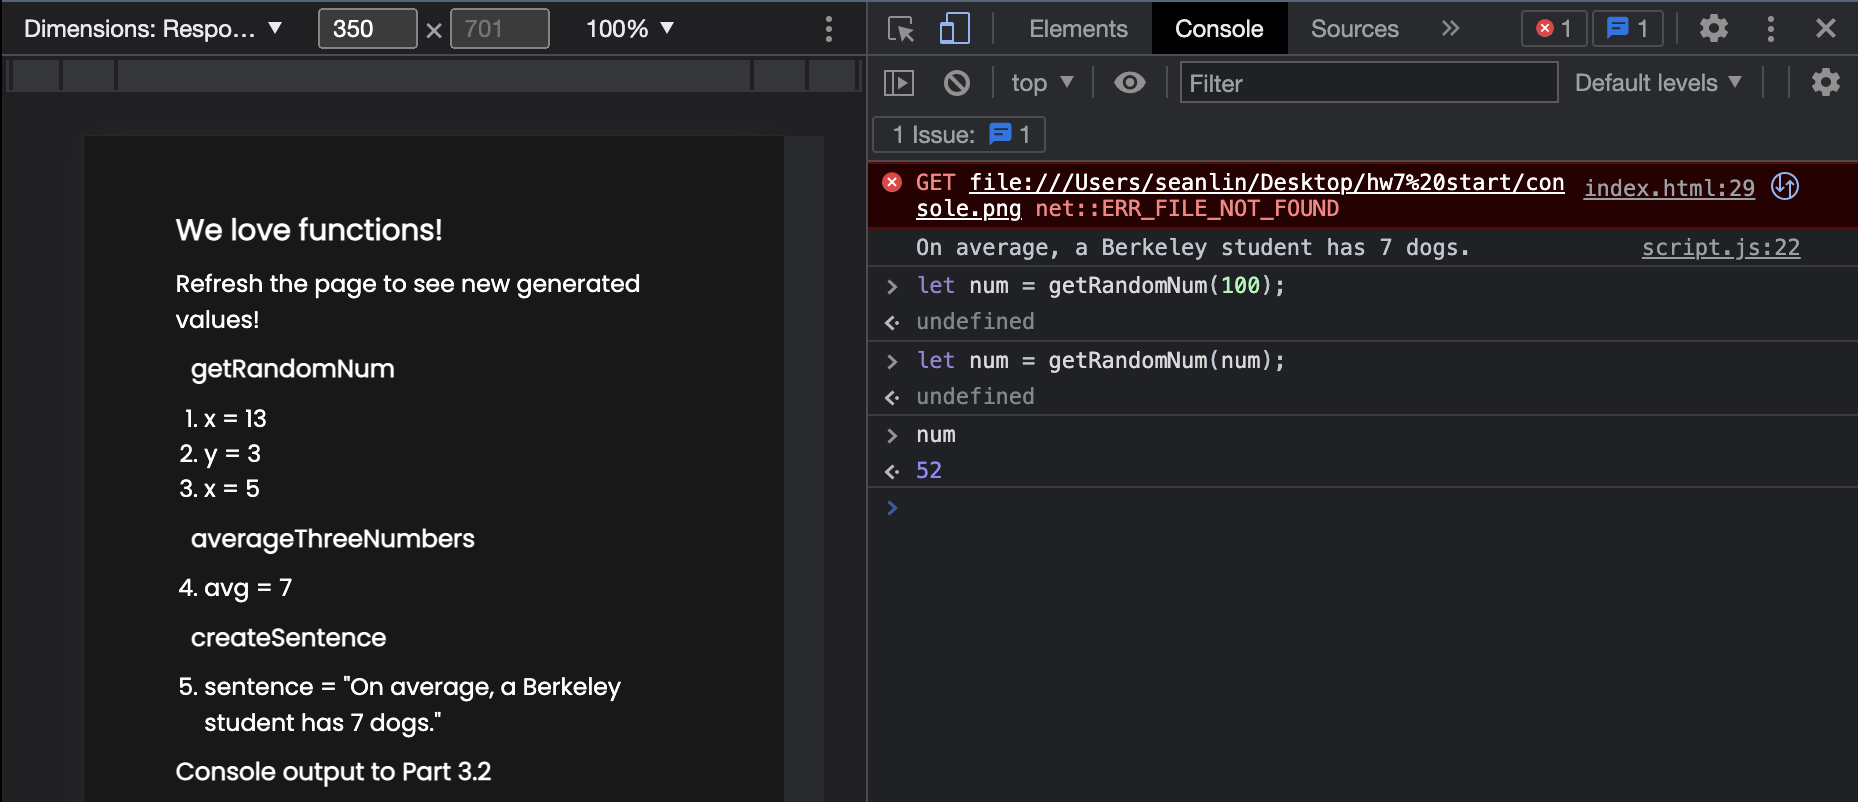 Dimensions: Respo... ▼ 350 × 701 100% ▼
We love functions!
Refresh the page to see new generated
values!
getRandomNum
1. x = 13
2. y = 3
3. x = 5
averageThreeNumbers
4. avg = 7
createSentence
5. sentence = "On average, a Berkeley
student has 7 dogs."
Console output to Part 3.2
Elements Console Sources 1 1
top ▼ Filter Default levels ▼
1 Issue: 1
GET file:///Users/seanlin/Desktop/hw7%20start/con index.html:29
sole.png net::ERR_FILE_NOT_FOUND
On average, a Berkeley student has 7 dogs. script.js:22
> let num = getRandomNum(100);
undefined
> let num = getRandomNum(num);
undefined
> num
52
>